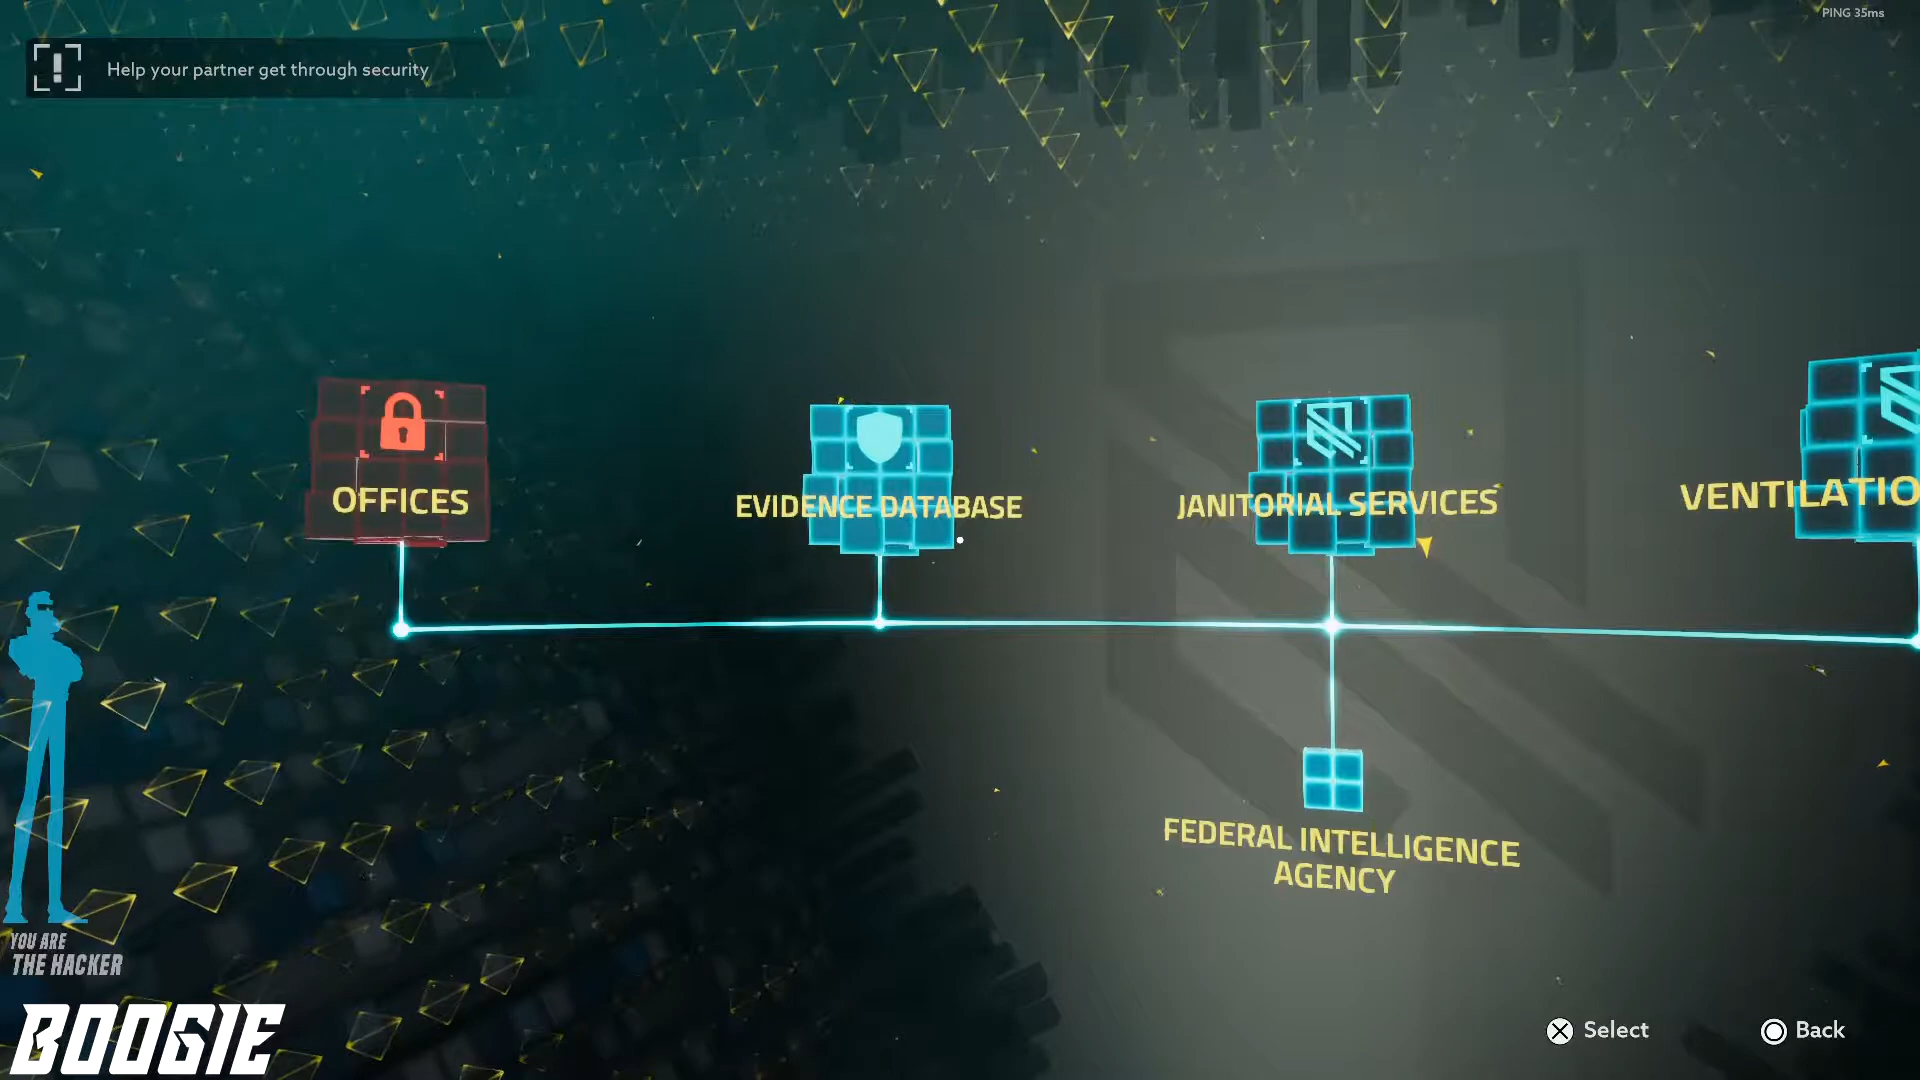 PING 35ms
Help your partner get through security
OFFICES
EVIDENCE DATABASE
JANITORIAL SERVICES
VENTILATIO
FEDERAL INTELLIGENCE
AGENCY
YOU ARE
THE HACKER
BOOGIE
Select
Back